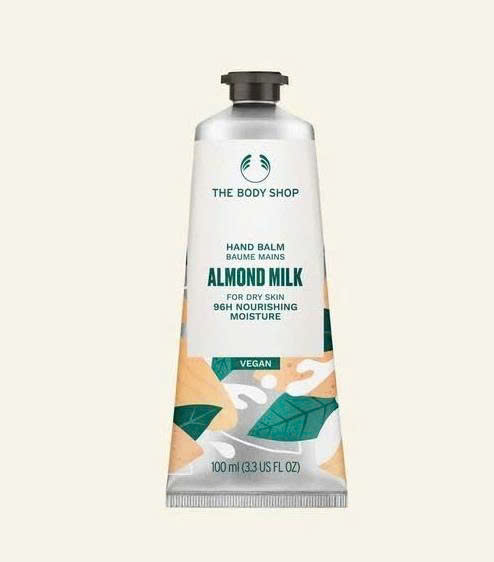 THE BODY SHOP
HAND BALM
BAUME MAINS
ALMOND MILK
FOR DRY SKIN
96H NOURISHING
MOISTURE
VEGAN
100 ml (3.3 US FL OZ)